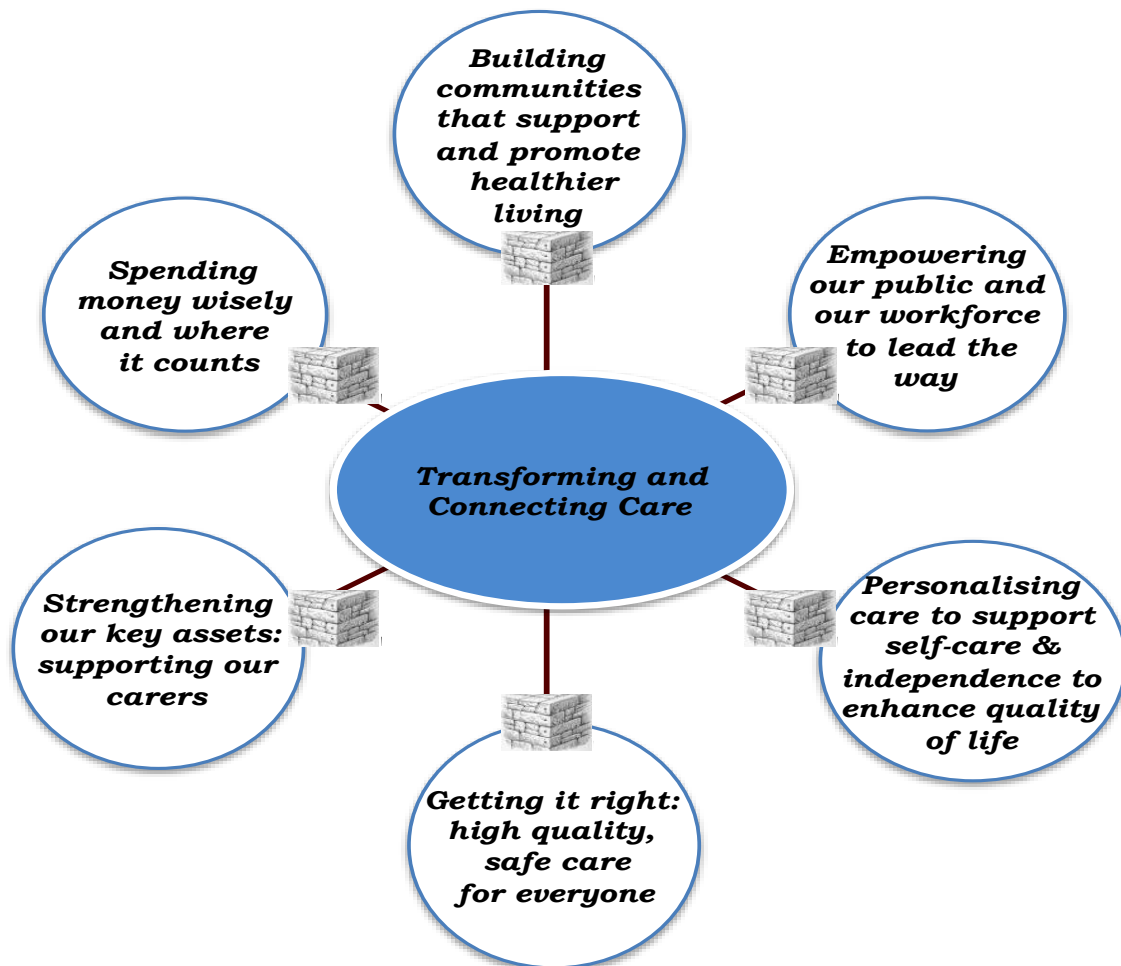 Building
communities
that support
and promote
healthier
living
Spending
money wisely
and where
it counts
Empowering
our public and
our workforce
to lead the
way
Transforming and
Connecting Care
Strengthening
our key assets:
supporting our
carers
Personalising
care to support
self-care &
independence to
enhance quality
of life
Getting it right:
high quality,
safe care
for everyone